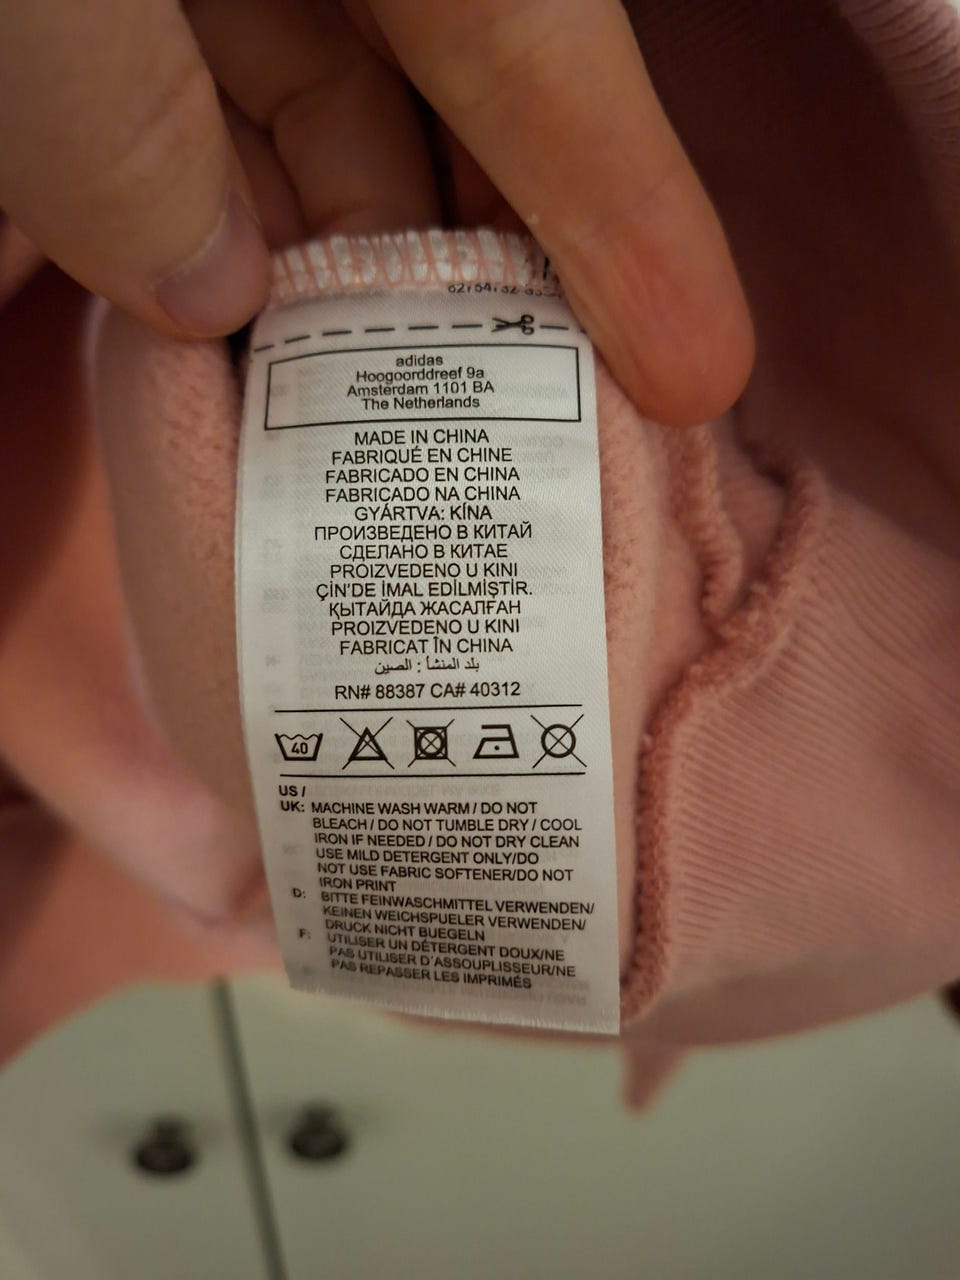 adidas
Hoogoorddreef 9a
Amsterdam 1101 BA
The Netherlands
MADE IN CHINA
FABRIQUÉ EN CHINE
FABRICADO EN CHINA
FABRICADO NA CHINA
GYÁRTVA: KÍNA
ПРОИЗВЕДЕНО В КИТАЙ
СДЕЛАНО В КИТАЕ
PROIZVEDENO U KINI
ÇİN'DE İMAL EDİLMİŞTİR.
ҚЫТАЙДА ЖАСАЛҒАН
PROIZVEDENO U KINI
FABRICAT ÎN CHINA
بلد المنشأ : الصين
RN# 88387 CA# 40312
40
US /
UK: MACHINE WASH WARM / DO NOT
BLEACH / DO NOT TUMBLE DRY / COOL
IRON IF NEEDED / DO NOT DRY CLEAN
USE MILD DETERGENT ONLY/DO
NOT USE FABRIC SOFTENER/DO NOT
IRON PRINT
D: BITTE FEINWASCHMITTEL VERWENDEN/
KEINEN WEICHSPUELER VERWENDEN/
DRUCK NICHT BUEGELN
F: UTILISER UN DÉTERGENT DOUX/NE
PAS UTILISER D'ASSOUPLISSEUR/NE
PAS REPASSER LES IMPRIMÉS